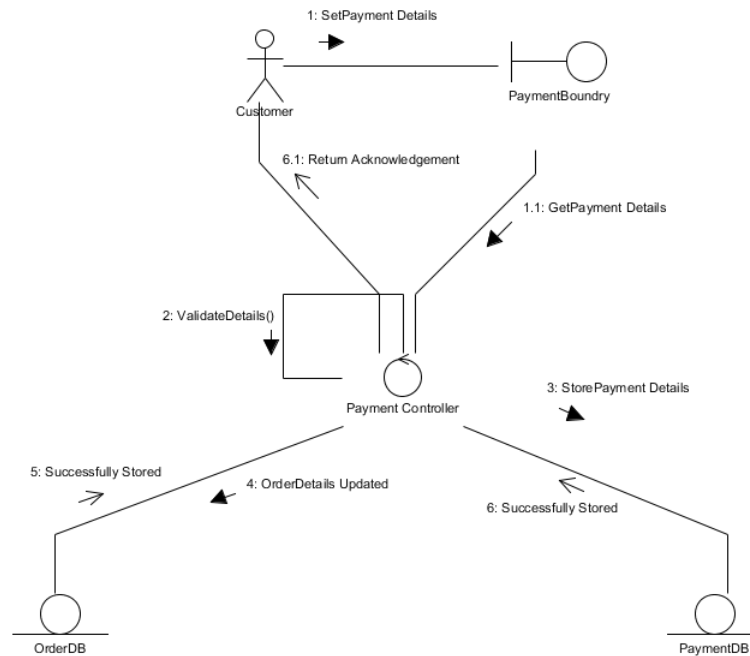 1: SetPayment Details
Customer
PaymentBoundry
6.1: Return Acknowledgement
1.1: GetPayment Details
2: ValidateDetails()
Payment Controller
3: StorePayment Details
5: Successfully Stored
4: OrderDetails Updated
6: Successfully Stored
OrderDB
PaymentDB